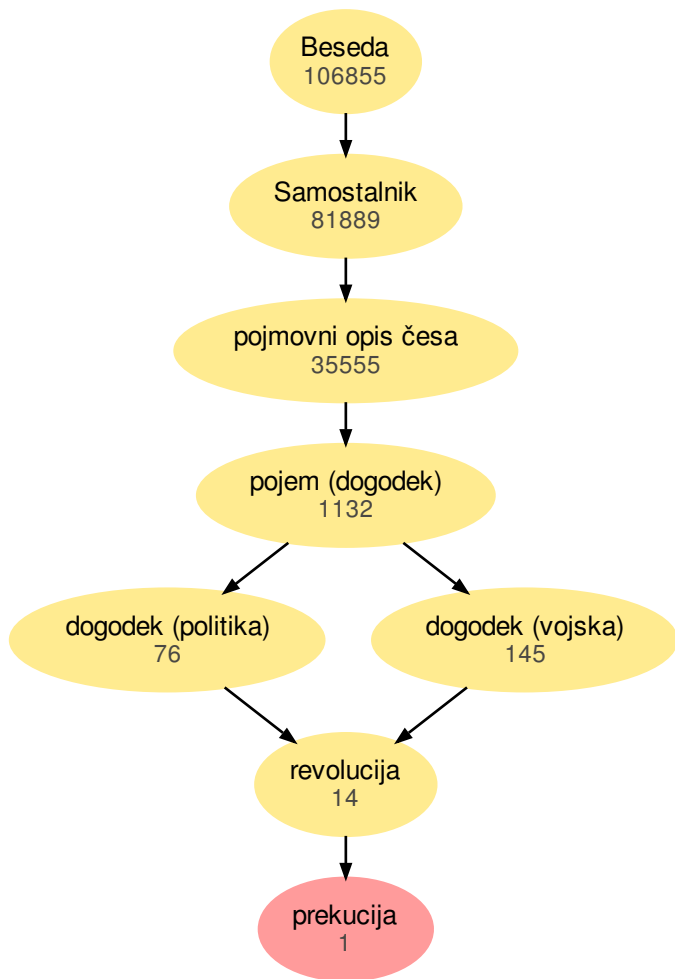 Beseda
106855
Samostalnik
81889
pojmovni opis česa
35555
pojem (dogodek)
1132
dogodek (politika)
76
dogodek (vojska)
145
revolucija
14
prekucija
1